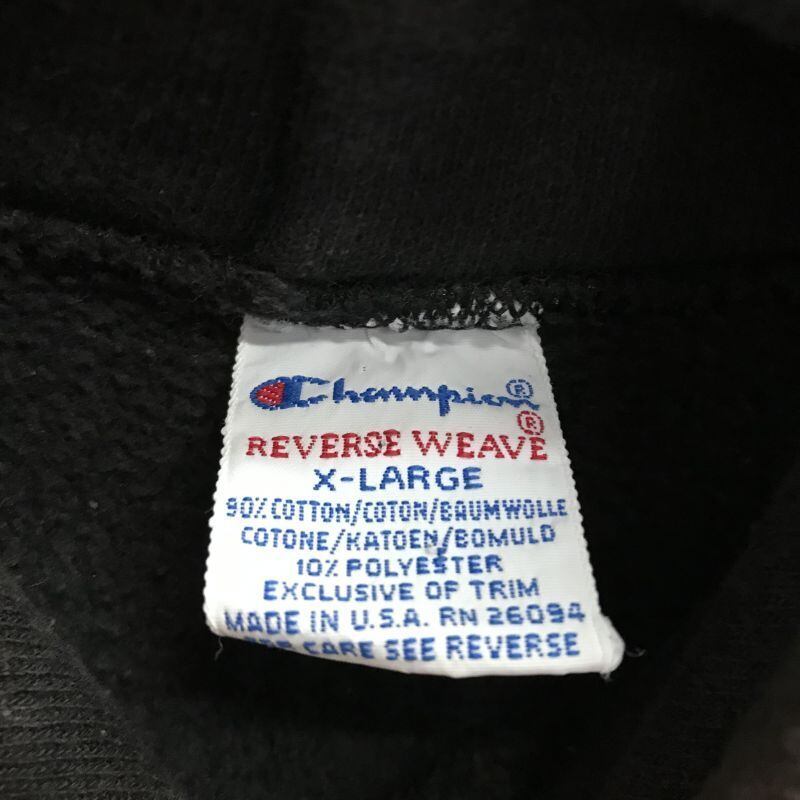 Champion®
REVERSE WEAVE®
X-LARGE
90% COTTON/COTON/BAUMWOLLE
COTONE/KATOEN/BOMULD
10% POLYESTER
EXCLUSIVE OF TRIM
MADE IN U.S.A. RN 26094
FOR CARE SEE REVERSE